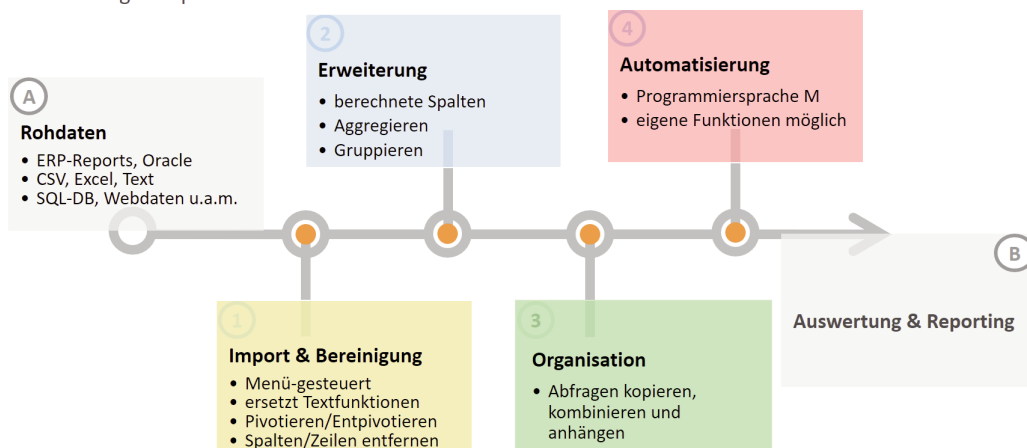 A
Rohdaten
• ERP-Reports, Oracle
• CSV, Excel, Text
• SQL-DB, Webdaten u.a.m.
1
Import & Bereinigung
• Menü-gesteuert
• ersetzt Textfunktionen
• Pivotieren/Entpivotieren
• Spalten/Zeilen entfernen
2
Erweiterung
• berechnete Spalten
• Aggregieren
• Gruppieren
3
Organisation
• Abfragen kopieren,
kombinieren und
anhängen
4
Automatisierung
• Programmiersprache M
• eigene Funktionen möglich
B
Auswertung & Reporting